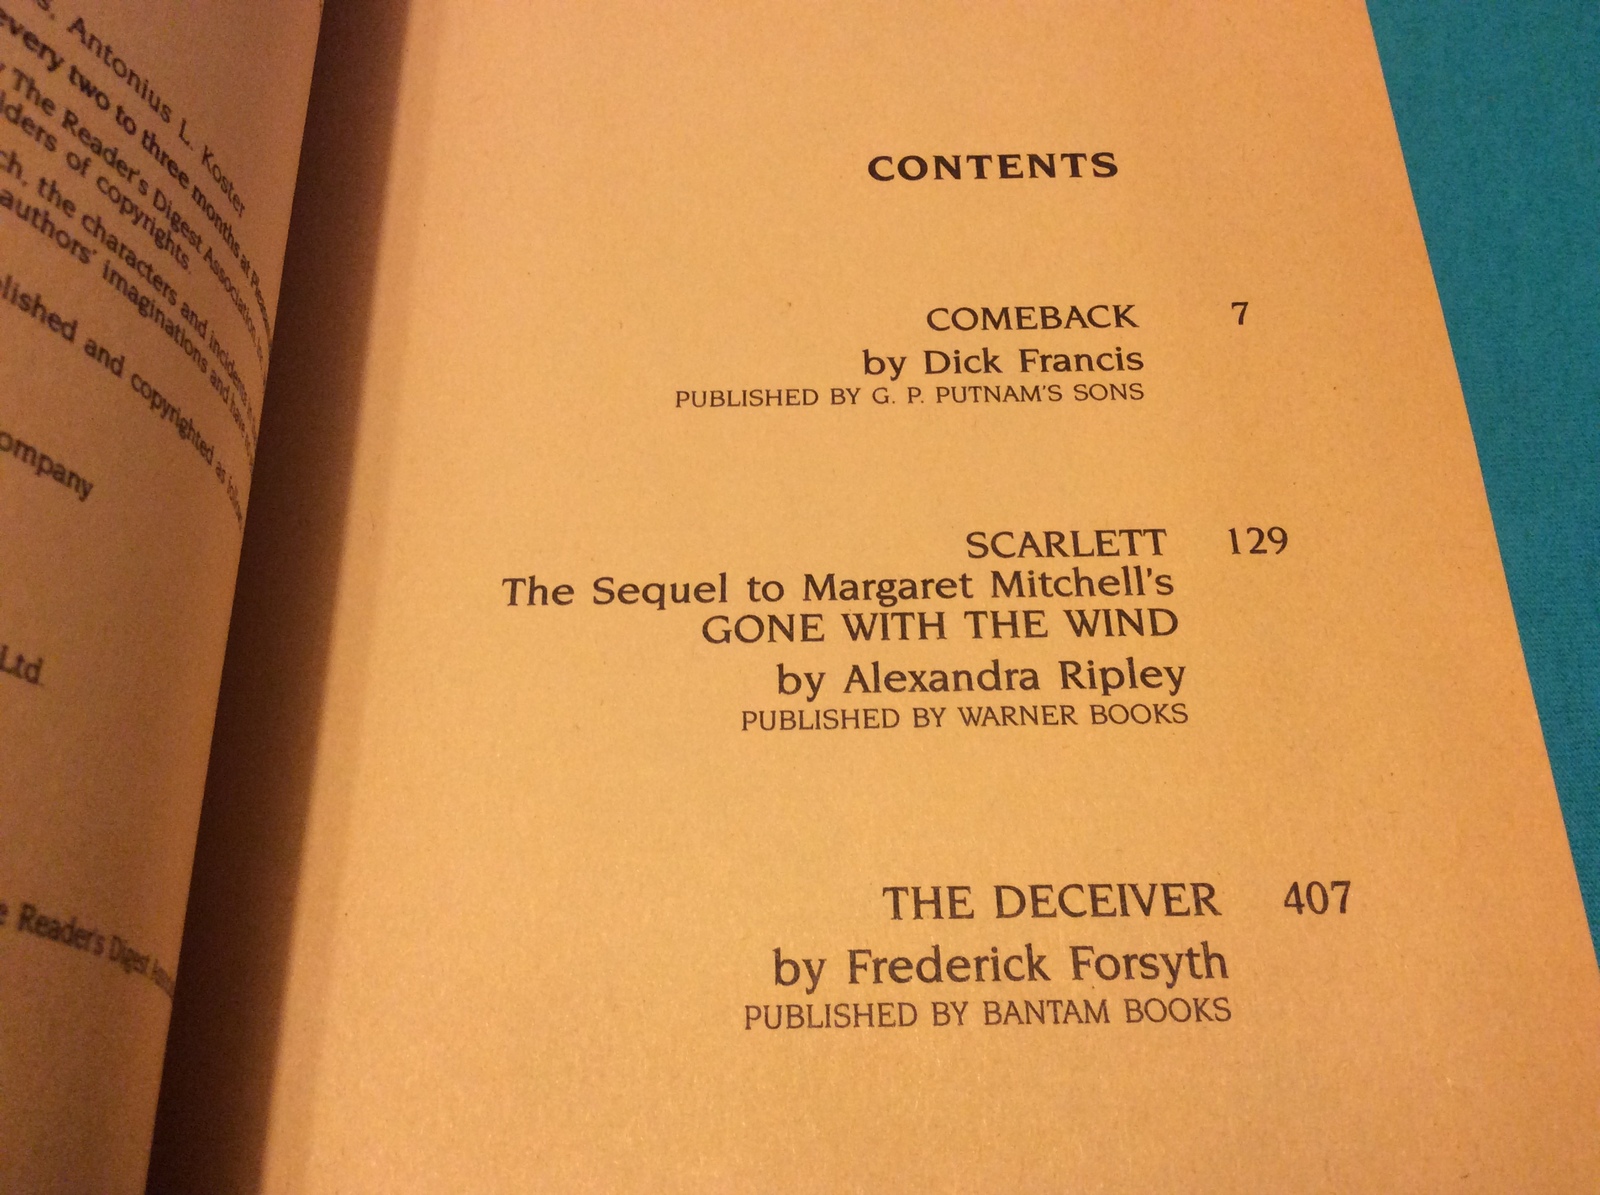 s. Antonius L. Koster
every two to three months at
The Reader's Digest Association,
of copyrights.
the characters and incidents
authors' imaginations and have
and copyrighted as
Ltd.
Reader's Digest
CONTENTS
COMEBACK 7
by Dick Francis
PUBLISHED BY G. P. PUTNAM'S SONS
SCARLETT 129
The Sequel to Margaret Mitchell's
GONE WITH THE WIND
by Alexandra Ripley
PUBLISHED BY WARNER BOOKS
THE DECEIVER 407
by Frederick Forsyth
PUBLISHED BY BANTAM BOOKS